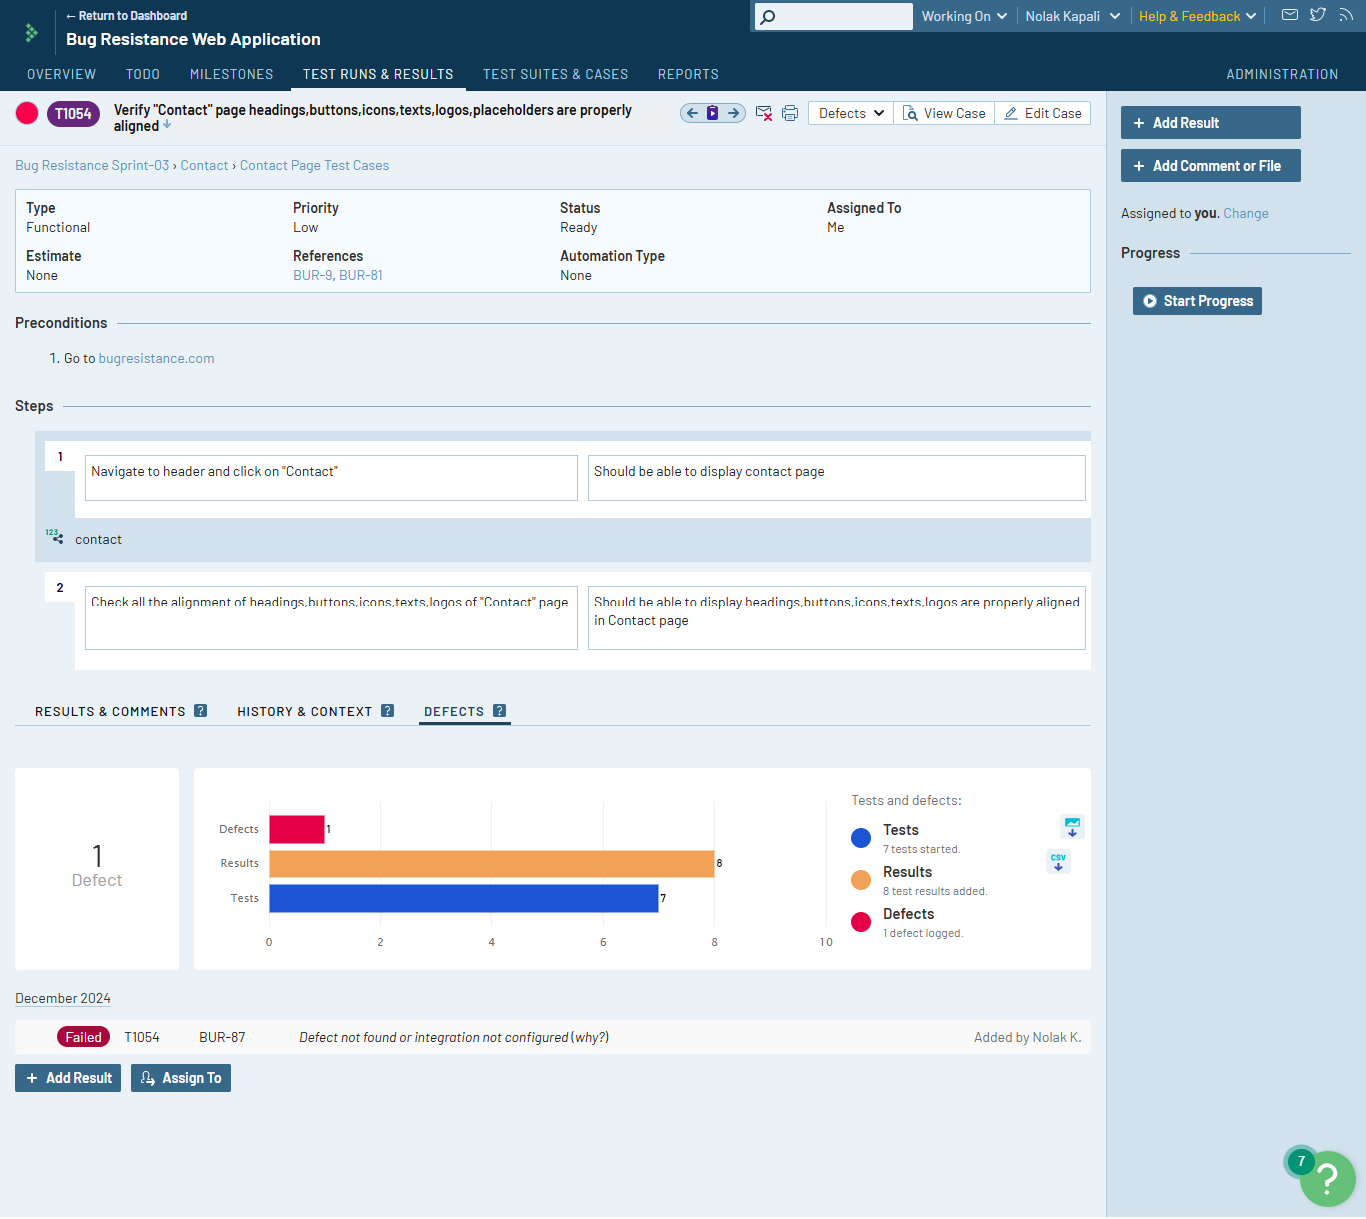 ← Return to Dashboard
Bug Resistance Web Application
Working On
Nolak Kapali
Help & Feedback
OVERVIEW
TODO
MILESTONES
TEST RUNS & RESULTS
TEST SUITES & CASES
REPORTS
ADMINISTRATION
T1054
Verify "Contact" page headings,buttons,icons,texts,logos,placeholders are properly
aligned
Defects
View Case
Edit Case
+ Add Result
+ Add Comment or File
Assigned to you. Change
Progress
Start Progress
Bug Resistance Sprint-03 › Contact › Contact Page Test Cases
Type
Functional
Priority
Low
Status
Ready
Assigned To
Me
Estimate
None
References
BUR-9, BUR-81
Automation Type
None
Preconditions
1. Go to bugresistance.com
Steps
1
Navigate to header and click on "Contact"
Should be able to display contact page
123
contact
2
Check all the alignment of headings,buttons,icons,texts,logos of "Contact" page
Should be able to display headings,buttons,icons,texts,logos are properly aligned
in Contact page
RESULTS & COMMENTS ?
HISTORY & CONTEXT ?
DEFECTS ?
1
Defect
Defects
1
Results
8
Tests
7
0 2 4 6 8 10
Tests and defects:
Tests
7 tests started.
Results
8 test results added.
Defects
1 defect logged.
CSV
December 2024
Failed
T1054
BUR-87
Defect not found or integration not configured (why?)
Added by Nolak K.
+ Add Result
Assign To
7
?